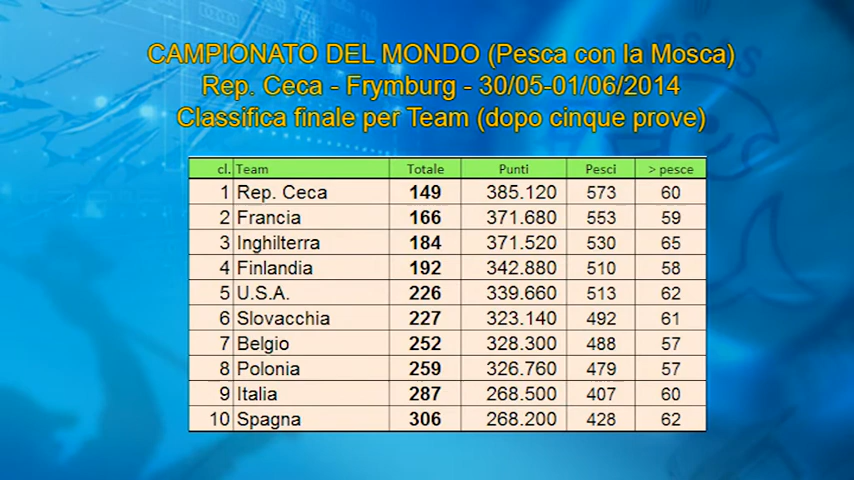 CAMPIONATO DEL MONDO (Pesca con la Mosca)
Rep. Ceca - Frymburg - 30/05-01/06/2014
Classifica finale per Team (dopo cinque prove)
cl. Team Totale Punti Pesci > pesce
1 Rep. Ceca 149 385.120 573 60
2 Francia 166 371.680 553 59
3 Inghilterra 184 371.520 530 65
4 Finlandia 192 342.880 510 58
5 U.S.A. 226 339.660 513 62
6 Slovacchia 227 323.140 492 61
7 Belgio 252 328.300 488 57
8 Polonia 259 326.760 479 57
9 Italia 287 268.500 407 60
10 Spagna 306 268.200 428 62